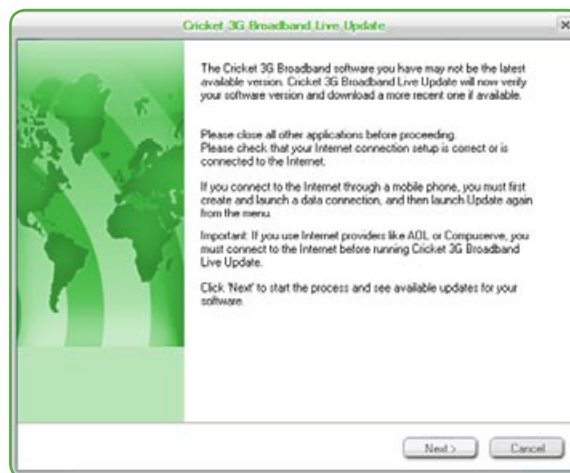 Cricket 3G Broadband Live Update
The Cricket 3G Broadband software you have may not be the latest
available version. Cricket 3G Broadband Live Update will now verify
your software version and download a more recent one if available.
Please close all other applications before proceeding.
Please check that your Internet connection setup is correct or is
connected to the Internet.
If you connect to the Internet through a mobile phone, you must first
create and launch a data connection, and then launch Update again
from the menu.
Important: If you use Internet providers like AOL or Compuserve, you
must connect to the Internet before running Cricket 3G Broadband
Live Update.
Click 'Next' to start the process and see available updates for your
software.
Next >
Cancel